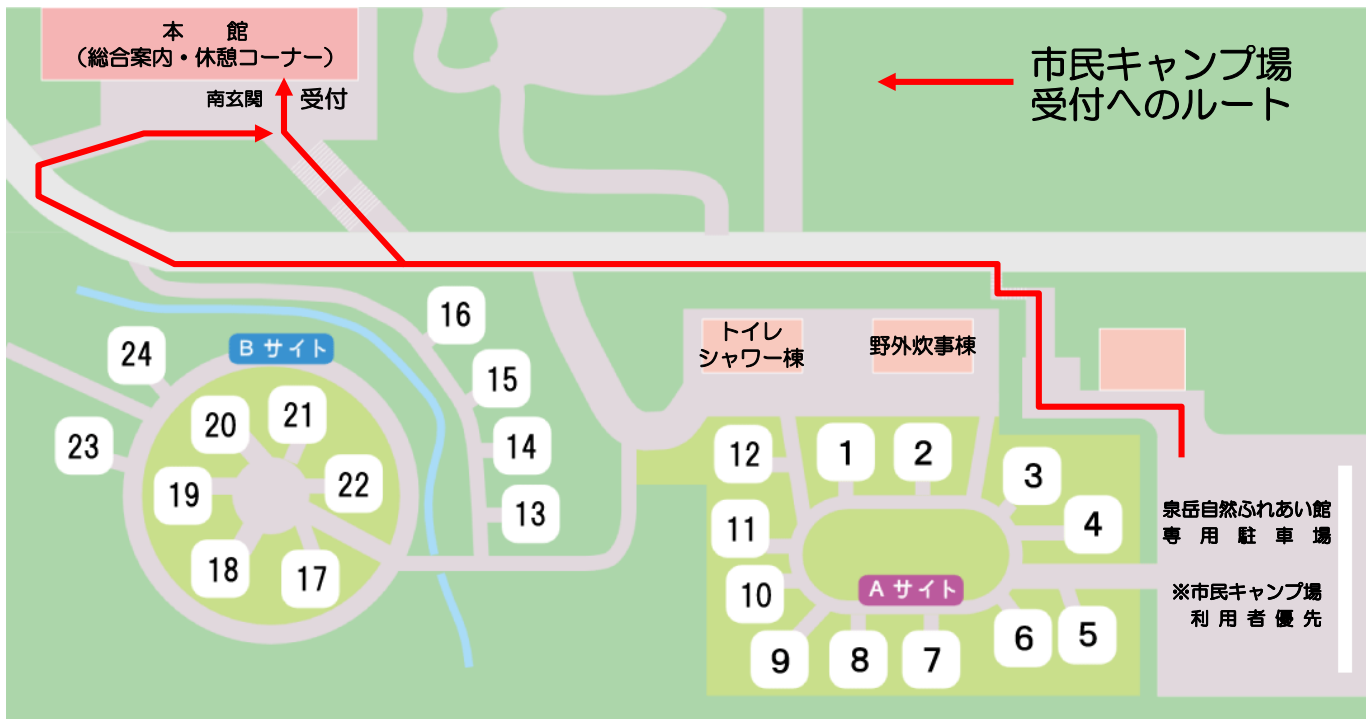 本 館
（総合案内・休憩コーナー）
南玄関
受付
市民キャンプ場
受付へのルート
トイレ
シャワー棟
野外炊事棟
Bサイト
16
24
15
21
20
14
23
22
19
13
18
17
1
2
12
3
11
4
10
Aサイト
9
8
7
6
5
泉岳自然ふれあい館
専用駐車場
※市民キャンプ場
利用者優先